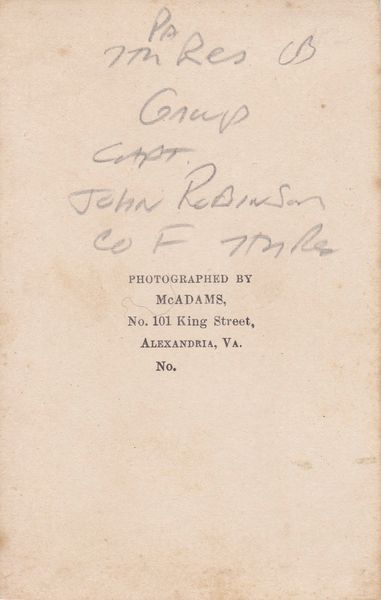 PA
7th Res
Group
CAPT.
JOHN ROBINSON
CO F 7th Res
PHOTOGRAPHED BY
McADAMS,
No. 101 King Street,
ALEXANDRIA, VA.
No.